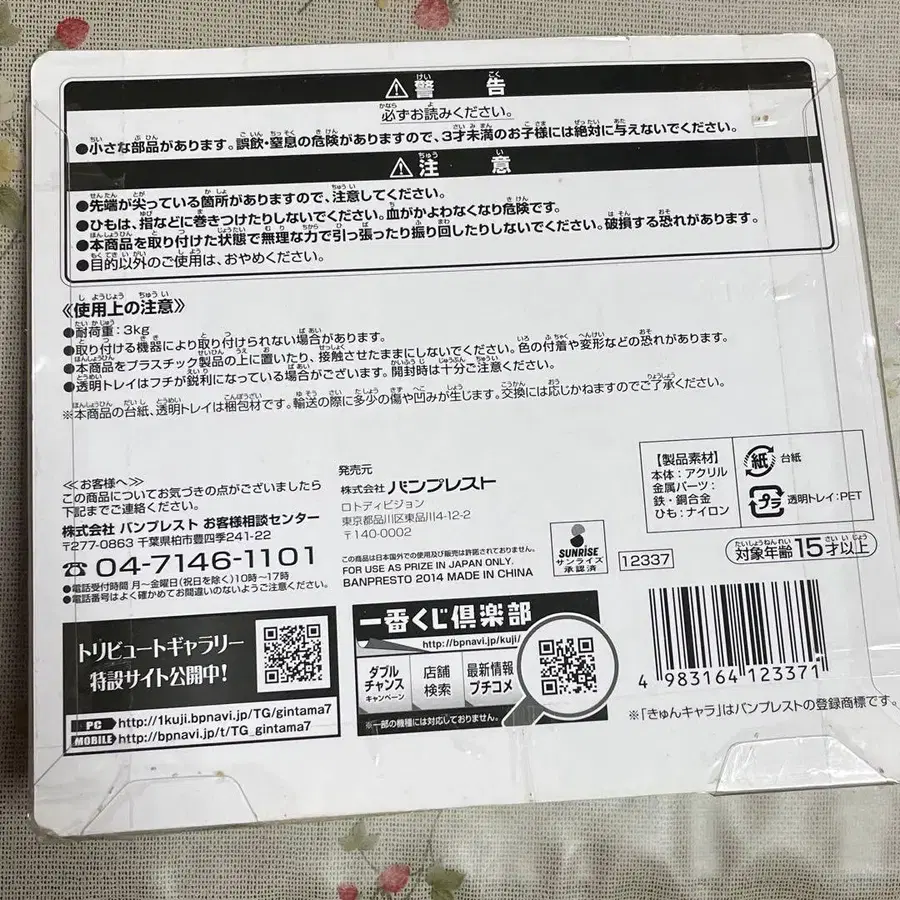 ⚠警告
必ずお読みください。
●小さな部品があります。誤飲・窒息の危険がありますので、3才未満のお子様には絶対に与えないでください。
⚠注意
●先端が尖っている箇所がありますので、注意してください。
●ひもは、指などに巻きつけたりしないでください。血がかよわなくなり危険です。
●本商品を取り付けた状態で無理な力で引っ張ったり振り回したりしないでください。破損する恐れがあります。
●目的以外のご使用は、おやめください。
《使用上の注意》
●耐荷重:3kg
●取り付ける機器により取り付けられない場合があります。
●本商品をプラスチック製品の上に置いたり、接触させたままにしないでください。色の付着や変形などの恐れがあります。
●透明トレイはフチが鋭利になっている場合がございます。開封時は十分ご注意ください。
※本商品の台紙、透明トレイは梱包材です。輸送の際に多少の傷や凹みが生じます。交換には応じかねますのでご了承ください。
≪お客様へ≫
この商品についてお気づきの点がございましたら
下記までご連絡ください。
株式会社 バンプレスト お客様相談センター
〒277-0863 千葉県柏市豊四季241-22
☎04-7146-1101
●電話受付時間 月〜金曜日(祝日を除く)10時〜17時
●電話番号はよく確かめてお間違いのないようご注意ください。
発売元
株式会社 バンプレスト
ロトディビジョン
東京都品川区東品川4-12-2
〒140-0002
THIS商品は日本国外での使用及び販売は許諾されておりません。
FOR USE AS PRIZE IN JAPAN ONLY.
BANPRESTO 2014 MADE IN CHINA
SUNRISE
サンライズ
承認済
12337
【製品素材】
本体:アクリル
金属パーツ:
鉄・銅合金
ひも:ナイロン
紙 台紙
プラ 透明トレイ:PET
対象年齢15才以上
トリビュートギャラリー
特設サイト公開中!
PC http://1kuji.bpnavi.jp/TG/gintama7
MOBILE http://bpnavi.jp/t/TG_gintama7
一番くじ倶楽部
http://bpnavi.jp/kuji/
ダブル
チャンス
キャンペーン
店舗
検索
最新情報
プチコメ
※一部の機種には対応しておりません。
4 983164 123371
※「きゅんキャラ」はバンプレストの登録商標です。